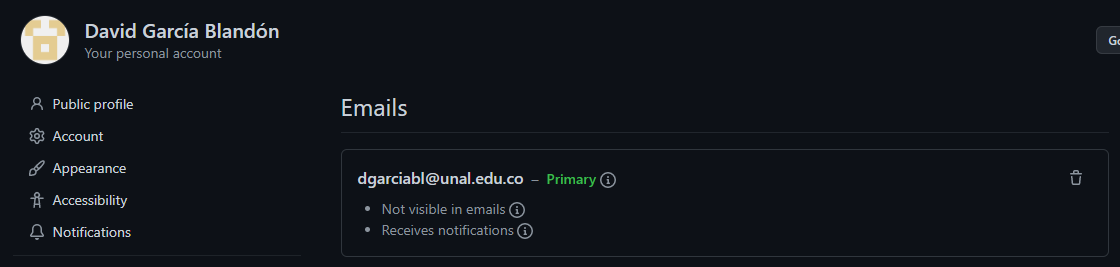 David García Blandón
Your personal account
Public profile
Account
Appearance
Accessibility
Notifications
Emails
dgarciabl@unal.edu.co – Primary
Not visible in emails
Receives notifications